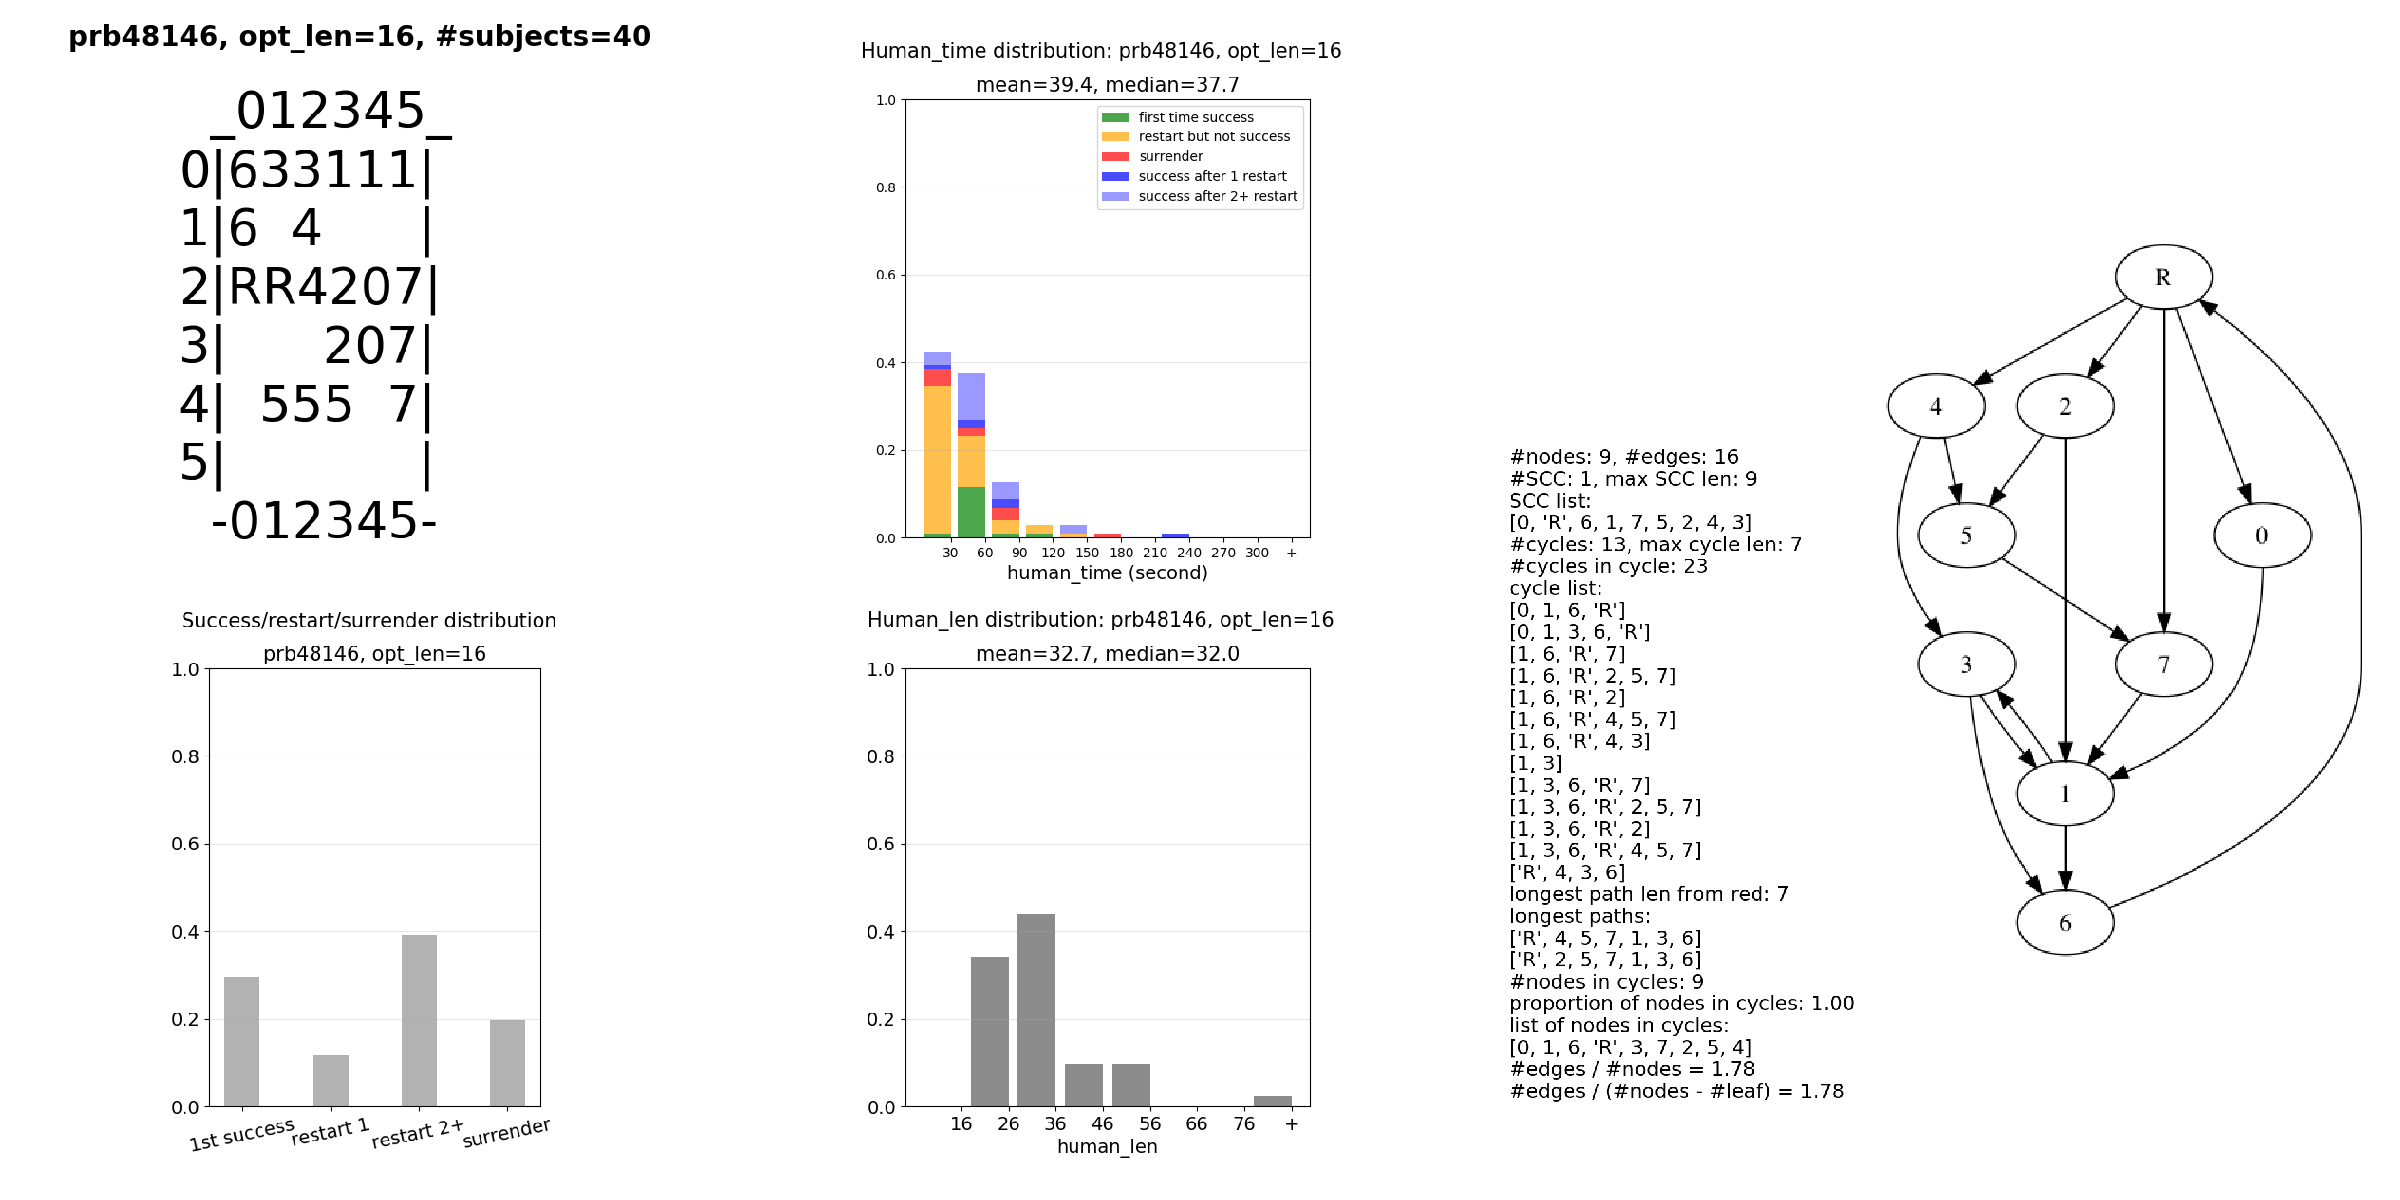 prb48146, opt_len=16, #subjects=40
_012345_
0|633111|
1|6 4   |
2|RR4207|
3|   207|
4| 555 7|
5|      |
-012345-
Human_time distribution: prb48146, opt_len=16
mean=39.4, median=37.7
1.0
0.8
0.6
0.4
0.2
0.0
first time success
restart but not success
surrender
success after 1 restart
success after 2+ restart
30 60 90 120 150 180 210 240 270 300 +
human_time (second)
Success/restart/surrender distribution
prb48146, opt_len=16
1.0
0.8
0.6
0.4
0.2
0.0
1st success restart 1 restart 2+ surrender
Human_len distribution: prb48146, opt_len=16
mean=32.7, median=32.0
1.0
0.8
0.6
0.4
0.2
0.0
16 26 36 46 56 66 76 +
human_len
#nodes: 9, #edges: 16
#SCC: 1, max SCC len: 9
SCC list:
[0, 'R', 6, 1, 7, 5, 2, 4, 3]
#cycles: 13, max cycle len: 7
#cycles in cycle: 23
cycle list:
[0, 1, 6, 'R']
[0, 1, 3, 6, 'R']
[1, 6, 'R', 7]
[1, 6, 'R', 2, 5, 7]
[1, 6, 'R', 2]
[1, 6, 'R', 4, 5, 7]
[1, 6, 'R', 4, 3]
[1, 3]
[1, 3, 6, 'R', 7]
[1, 3, 6, 'R', 2, 5, 7]
[1, 3, 6, 'R', 2]
[1, 3, 6, 'R', 4, 5, 7]
['R', 4, 3, 6]
longest path len from red: 7
longest paths:
['R', 4, 5, 7, 1, 3, 6]
['R', 2, 5, 7, 1, 3, 6]
#nodes in cycles: 9
proportion of nodes in cycles: 1.00
list of nodes in cycles:
[0, 1, 6, 'R', 3, 7, 2, 5, 4]
#edges / #nodes = 1.78
#edges / (#nodes - #leaf) = 1.78
R
4 2
5 0
3 7
1
6